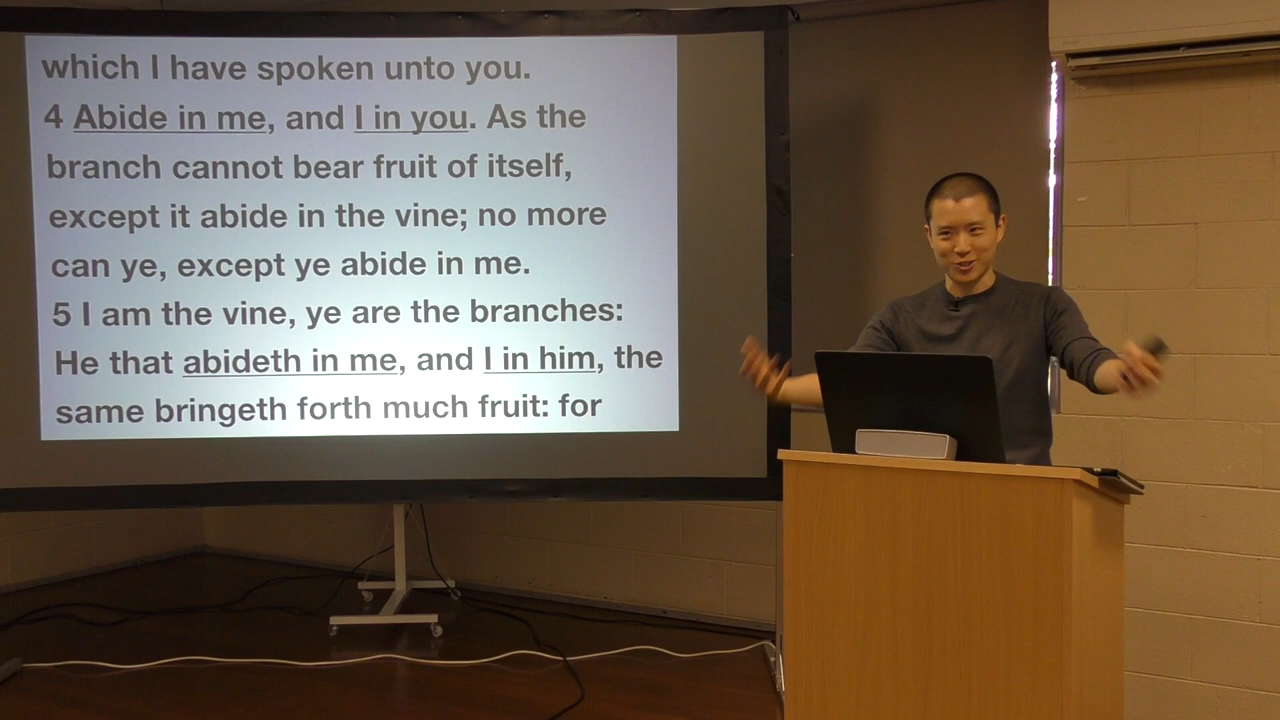 which I have spoken unto you.
4 Abide in me, and I in you. As the
branch cannot bear fruit of itself,
except it abide in the vine; no more
can ye, except ye abide in me.
5 I am the vine, ye are the branches:
He that abideth in me, and I in him, the
same bringeth forth much fruit: for